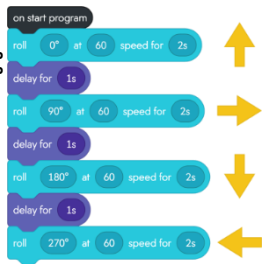 on start program
roll 0° at 60 speed for 2s
delay for 1s
roll 90° at 60 speed for 2s
delay for 1s
roll 180° at 60 speed for 2s
delay for 1s
roll 270° at 60 speed for 2s